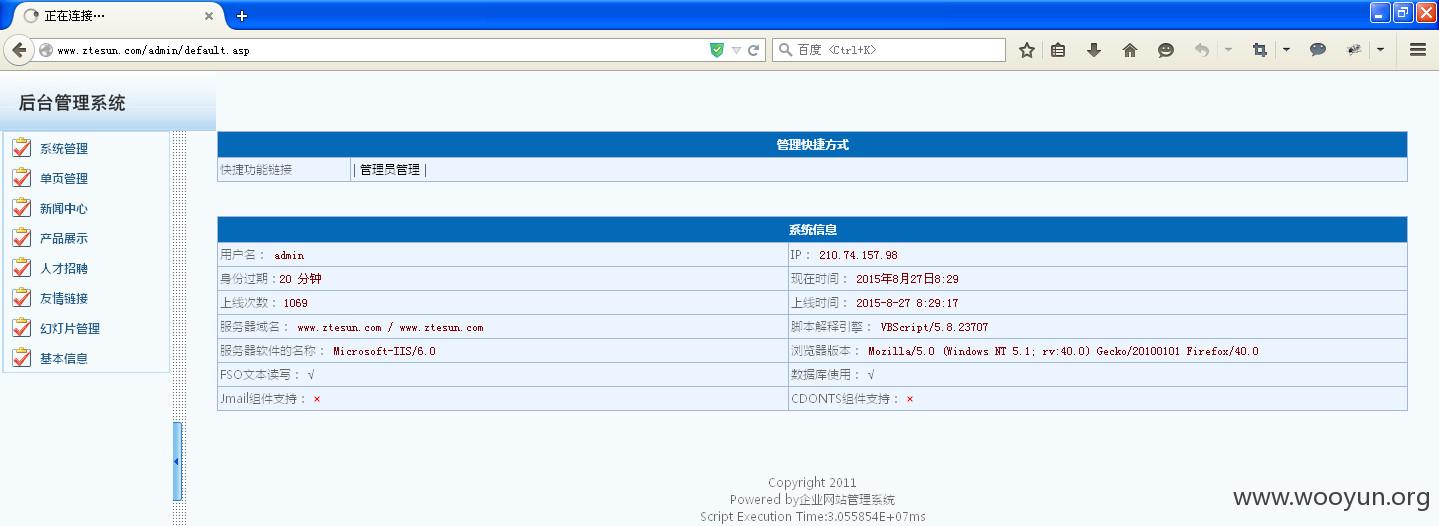 正在连接…
www.ztesun.com/admin/default.asp
百度 <Ctrl+K>
后台管理系统
系统管理
单页管理
新闻中心
产品展示
人才招聘
友情链接
幻灯片管理
基本信息
管理快捷方式
快捷功能链接 | 管理员管理 |
系统信息
用户名: admin IP: 210.74.157.98
身份过期:20 分钟 现在时间: 2015年8月27日8:29
上线次数: 1069 上线时间: 2015-8-27 8:29:17
服务器域名: www.ztesun.com / www.ztesun.com 脚本解释引擎: VBScript/5.8.23707
服务器软件的名称: Microsoft-IIS/6.0 浏览器版本: Mozilla/5.0 (Windows NT 5.1; rv:40.0) Gecko/20100101 Firefox/40.0
FSO文本读写: √ 数据库使用: √
Jmail组件支持: × CDONTS组件支持: ×
Copyright 2011
Powered by企业网站管理系统
Script Execution Time:3.055854E+07ms
www.wooyun.org